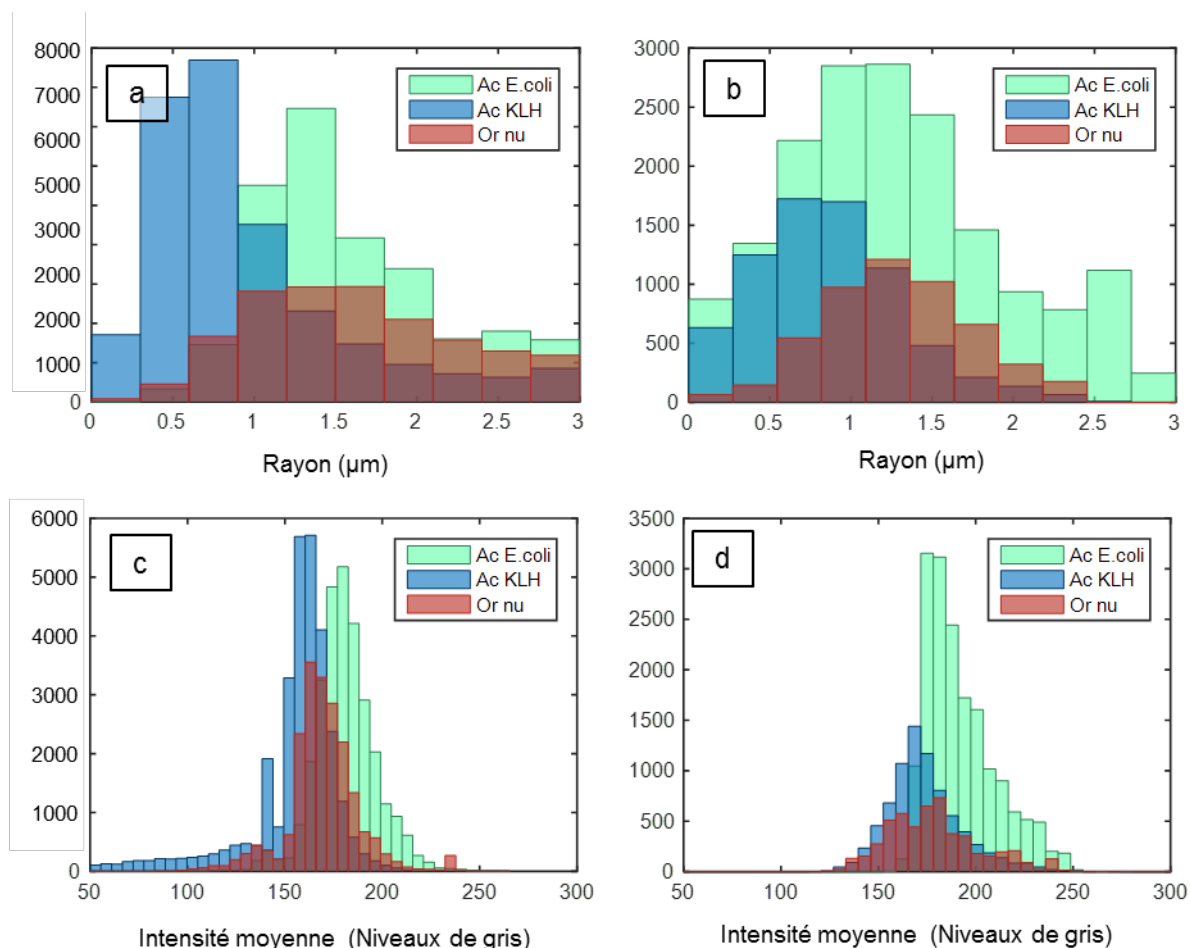 8000
7000
6000
5000
3000
2000
2000
1000
0
a
Ac E.coli
Ac KLH
Or nu
0 0.5 1 1.5 2 2.5 3
Rayon (µm)
3000
2500
2000
1500
1000
500
0
b
Ac E.coli
Ac KLH
Or nu
0 0.5 1 1.5 2 2.5 3
Rayon (µm)
6000
5000
4000
3000
2000
1000
0
c
Ac E.coli
Ac KLH
Or nu
50 100 150 200 250 300
Intensité moyenne (Niveaux de gris)
3500
3000
2500
2000
1500
1000
500
0
d
Ac E.coli
Ac KLH
Or nu
50 100 150 200 250 300
Intensité moyenne (Niveaux de gris)